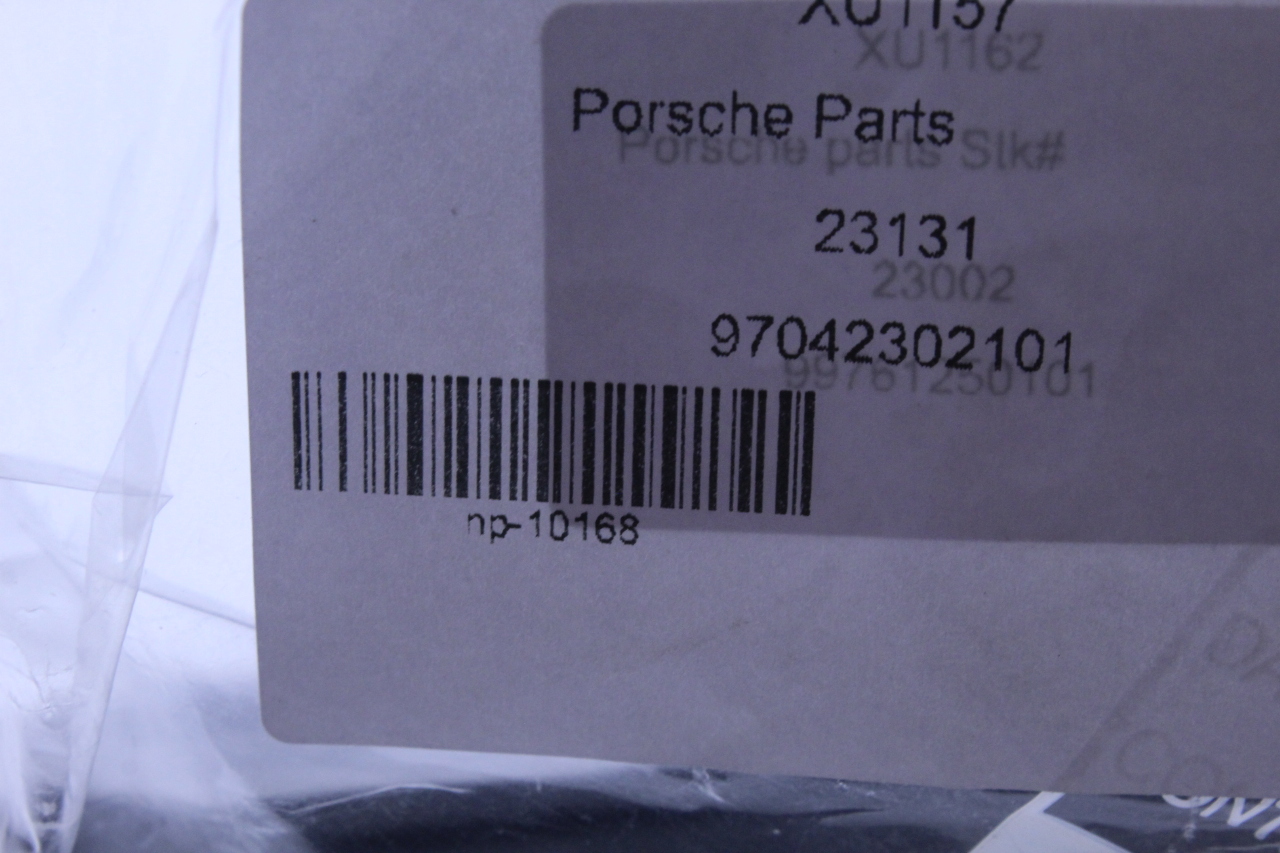 XU1157
XU1162
Porsche Parts
Porsche parts Stk#
23131
23002
97042302101
99761250101
np-10168